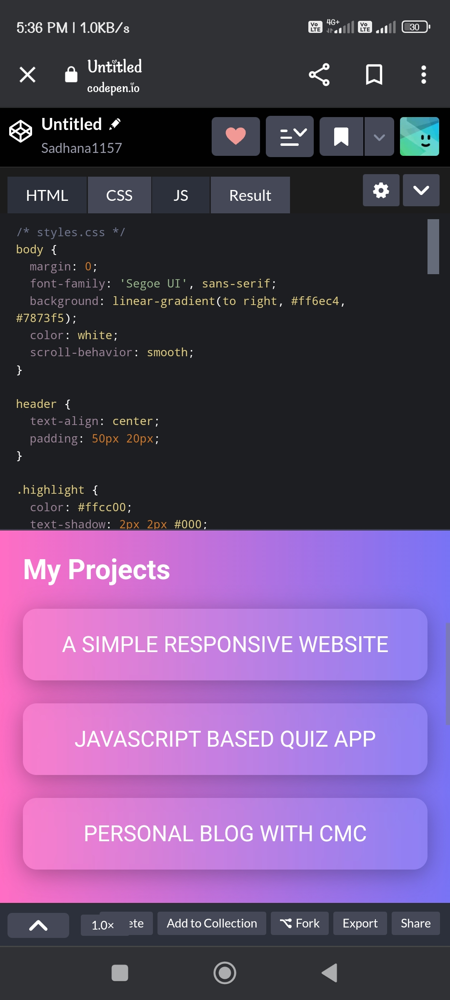 5:36 PM | 1.0KB/s
Vo LTE 4G+ Vo LTE 30
Untitled
codepen.io
Untitled
Sadhana1157
HTML CSS JS Result
/* styles.css */
body {
  margin: 0;
  font-family: 'Segoe UI', sans-serif;
  background: linear-gradient(to right, #ff6ec4,
#7873f5);
  color: white;
  scroll-behavior: smooth;
}
header {
  text-align: center;
  padding: 50px 20px;
}
.highlight {
  color: #ffcc00;
  text-shadow: 2px 2px #000;
My Projects
A SIMPLE RESPONSIVE WEBSITE
JAVASCRIPT BASED QUIZ APP
PERSONAL BLOG WITH CMC
1.0× ete Add to Collection Fork Export Share